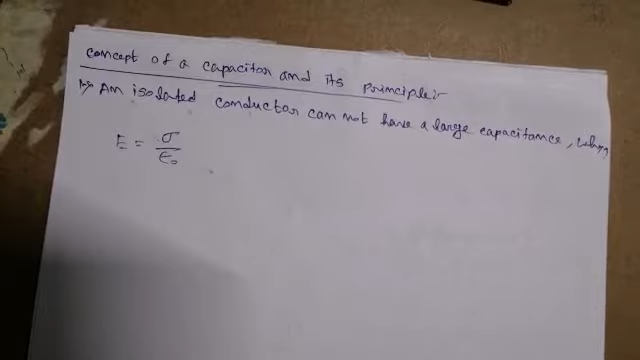 concept of a capacitor and its principle:-
An isolated conductor can not have a large capacitance, why?
E = σ/ε₀